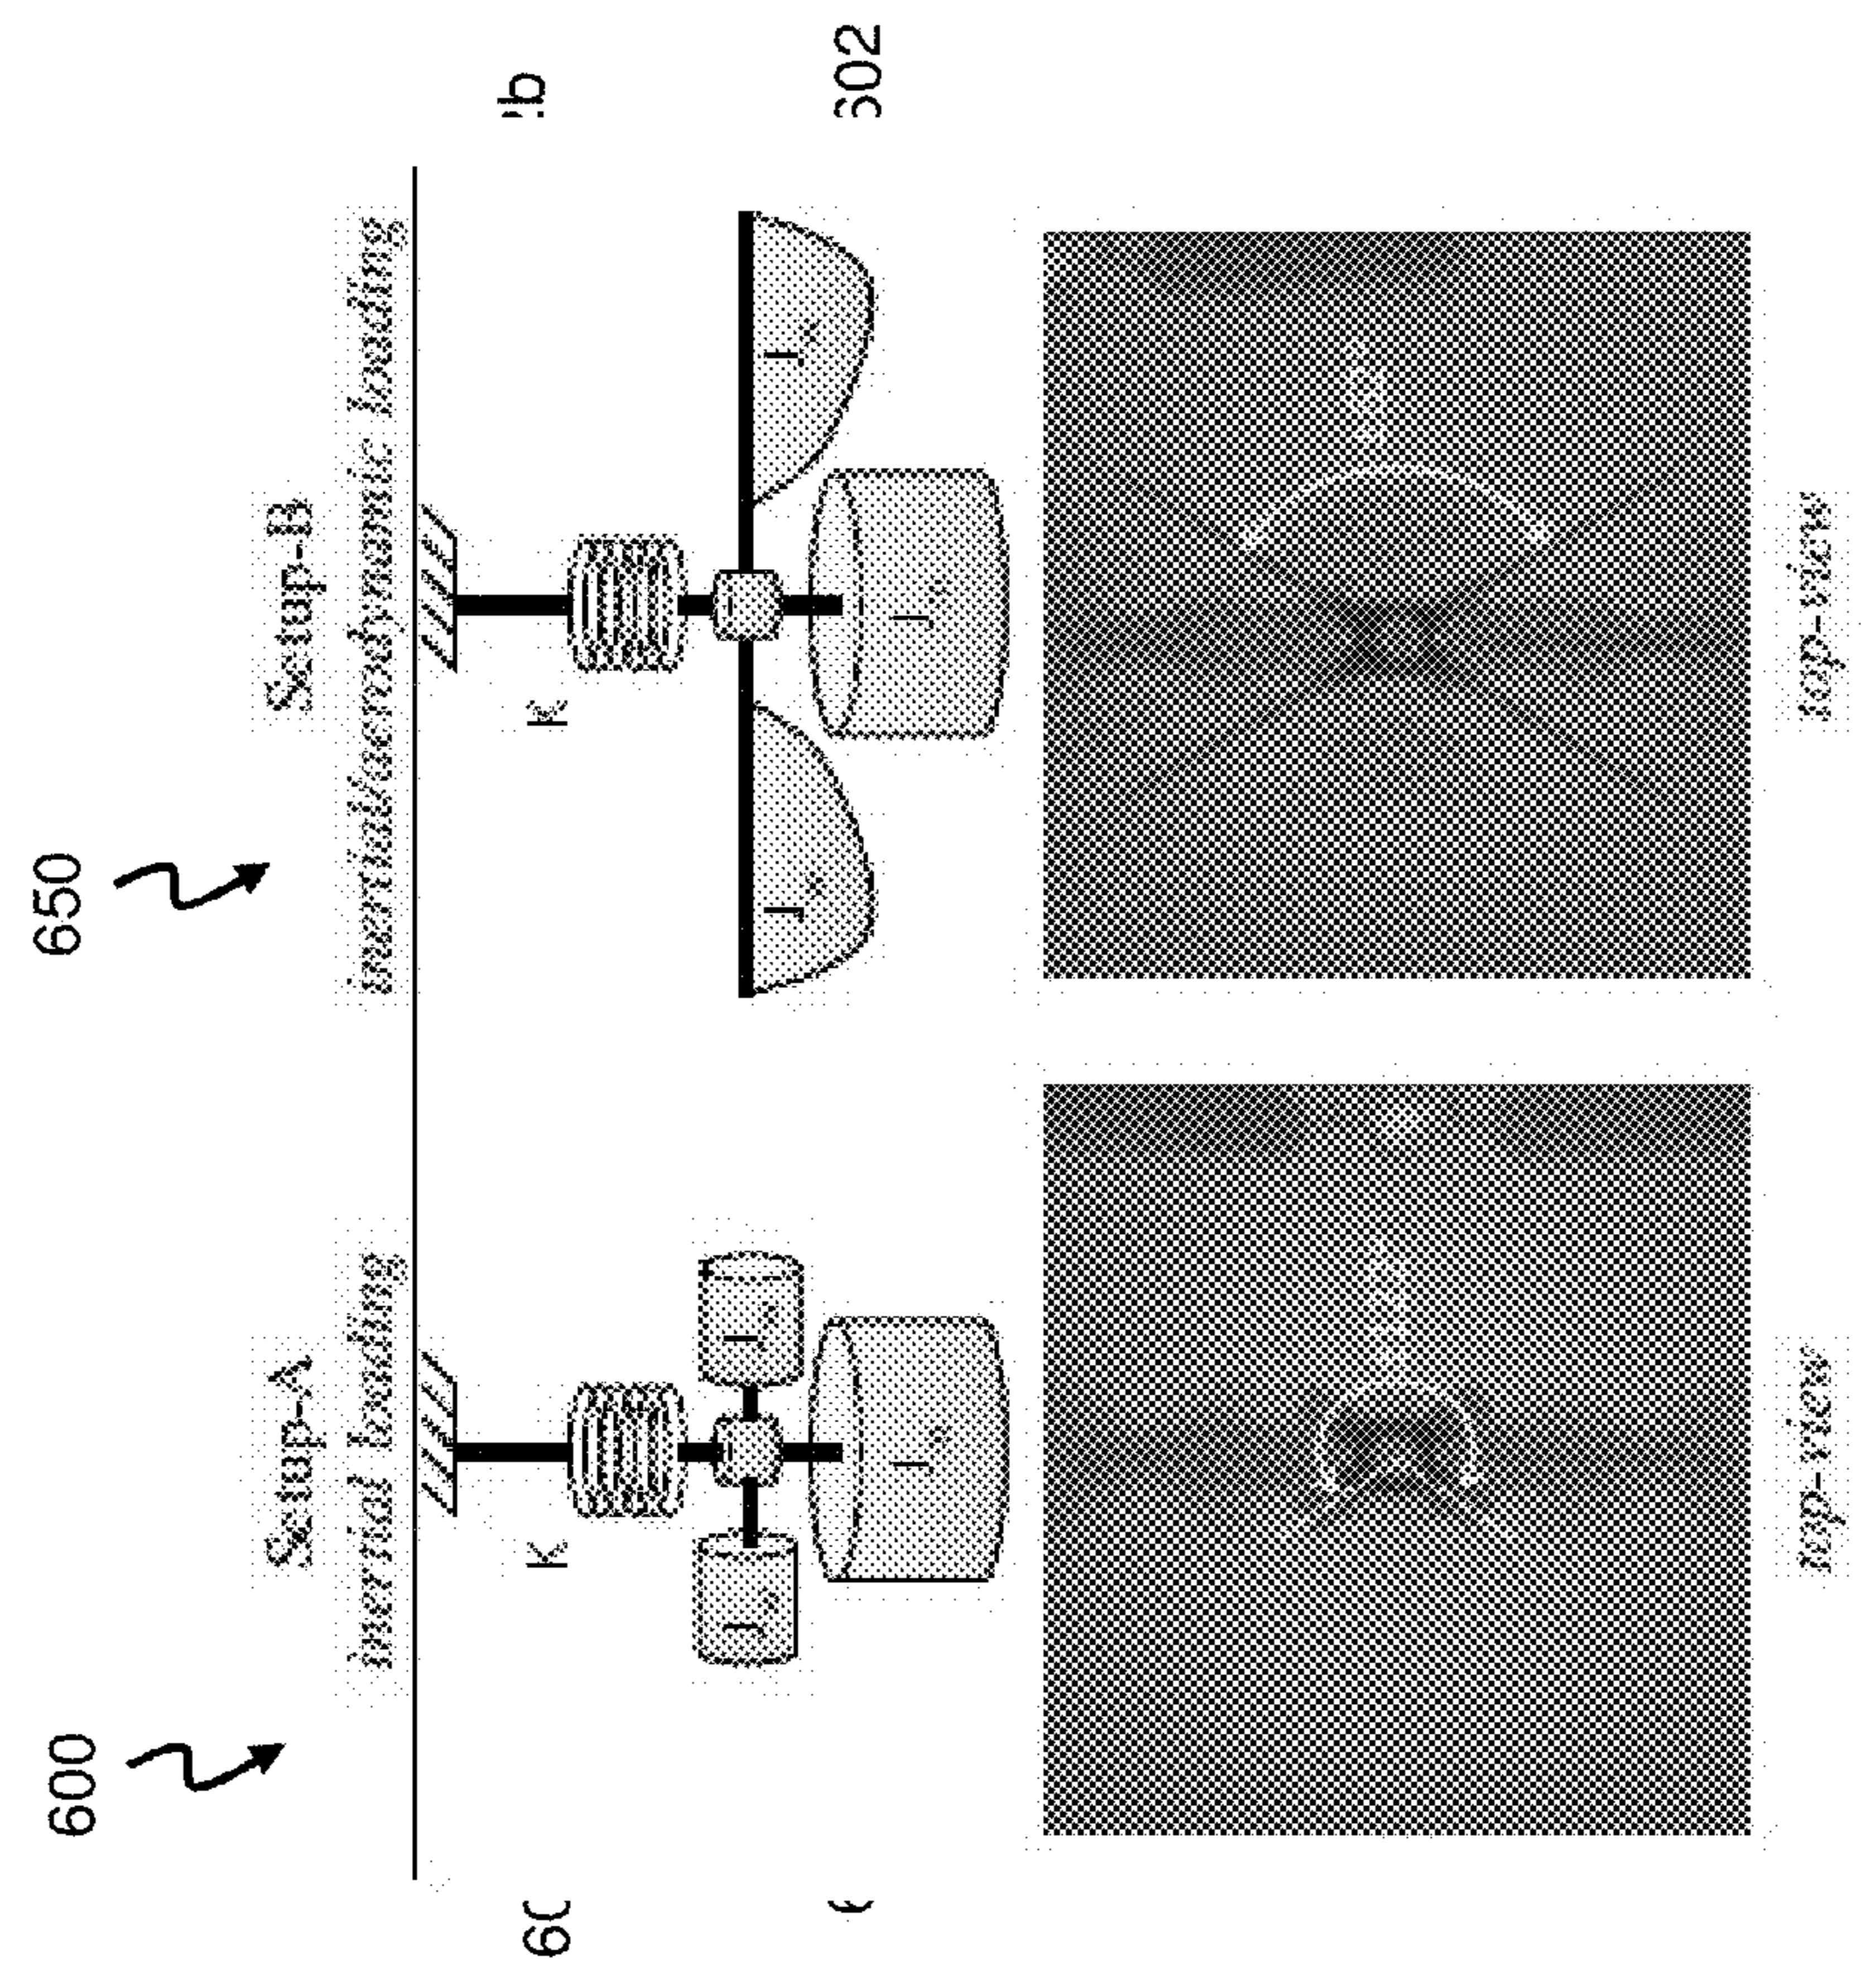 600
650
Setup-A
Setup-B
inertial loading
inertial/aerodynamic loading
K
K
J
J
J
J
J
J
602
top-view
top-view